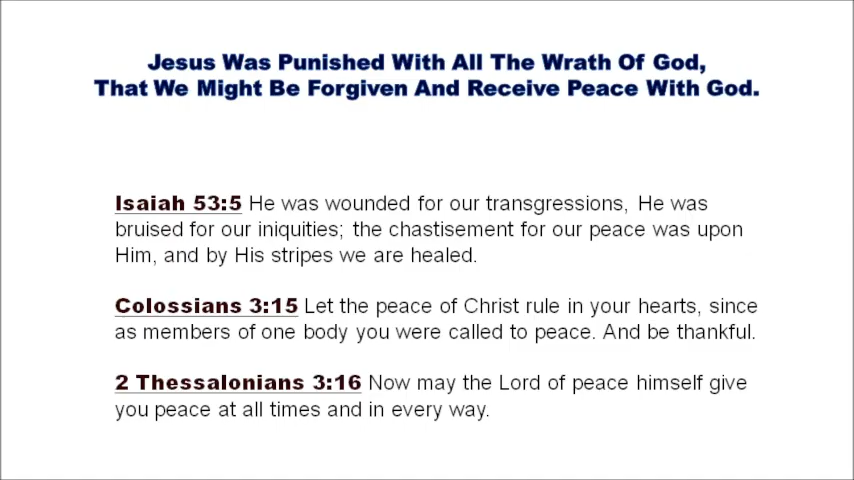 Jesus Was Punished With All The Wrath Of God,
That We Might Be Forgiven And Receive Peace With God.
Isaiah 53:5 He was wounded for our transgressions, He was
bruised for our iniquities; the chastisement for our peace was upon
Him, and by His stripes we are healed.
Colossians 3:15 Let the peace of Christ rule in your hearts, since
as members of one body you were called to peace. And be thankful.
2 Thessalonians 3:16 Now may the Lord of peace himself give
you peace at all times and in every way.